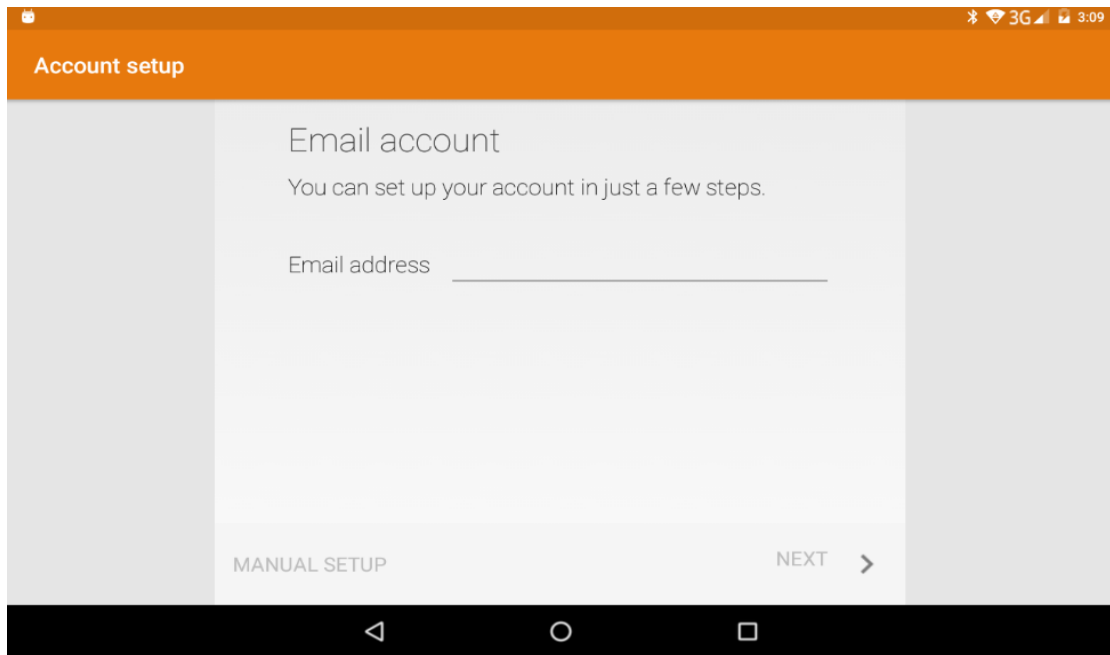 3G 3:09
Account setup
Email account
You can set up your account in just a few steps.
Email address
MANUAL SETUP
NEXT